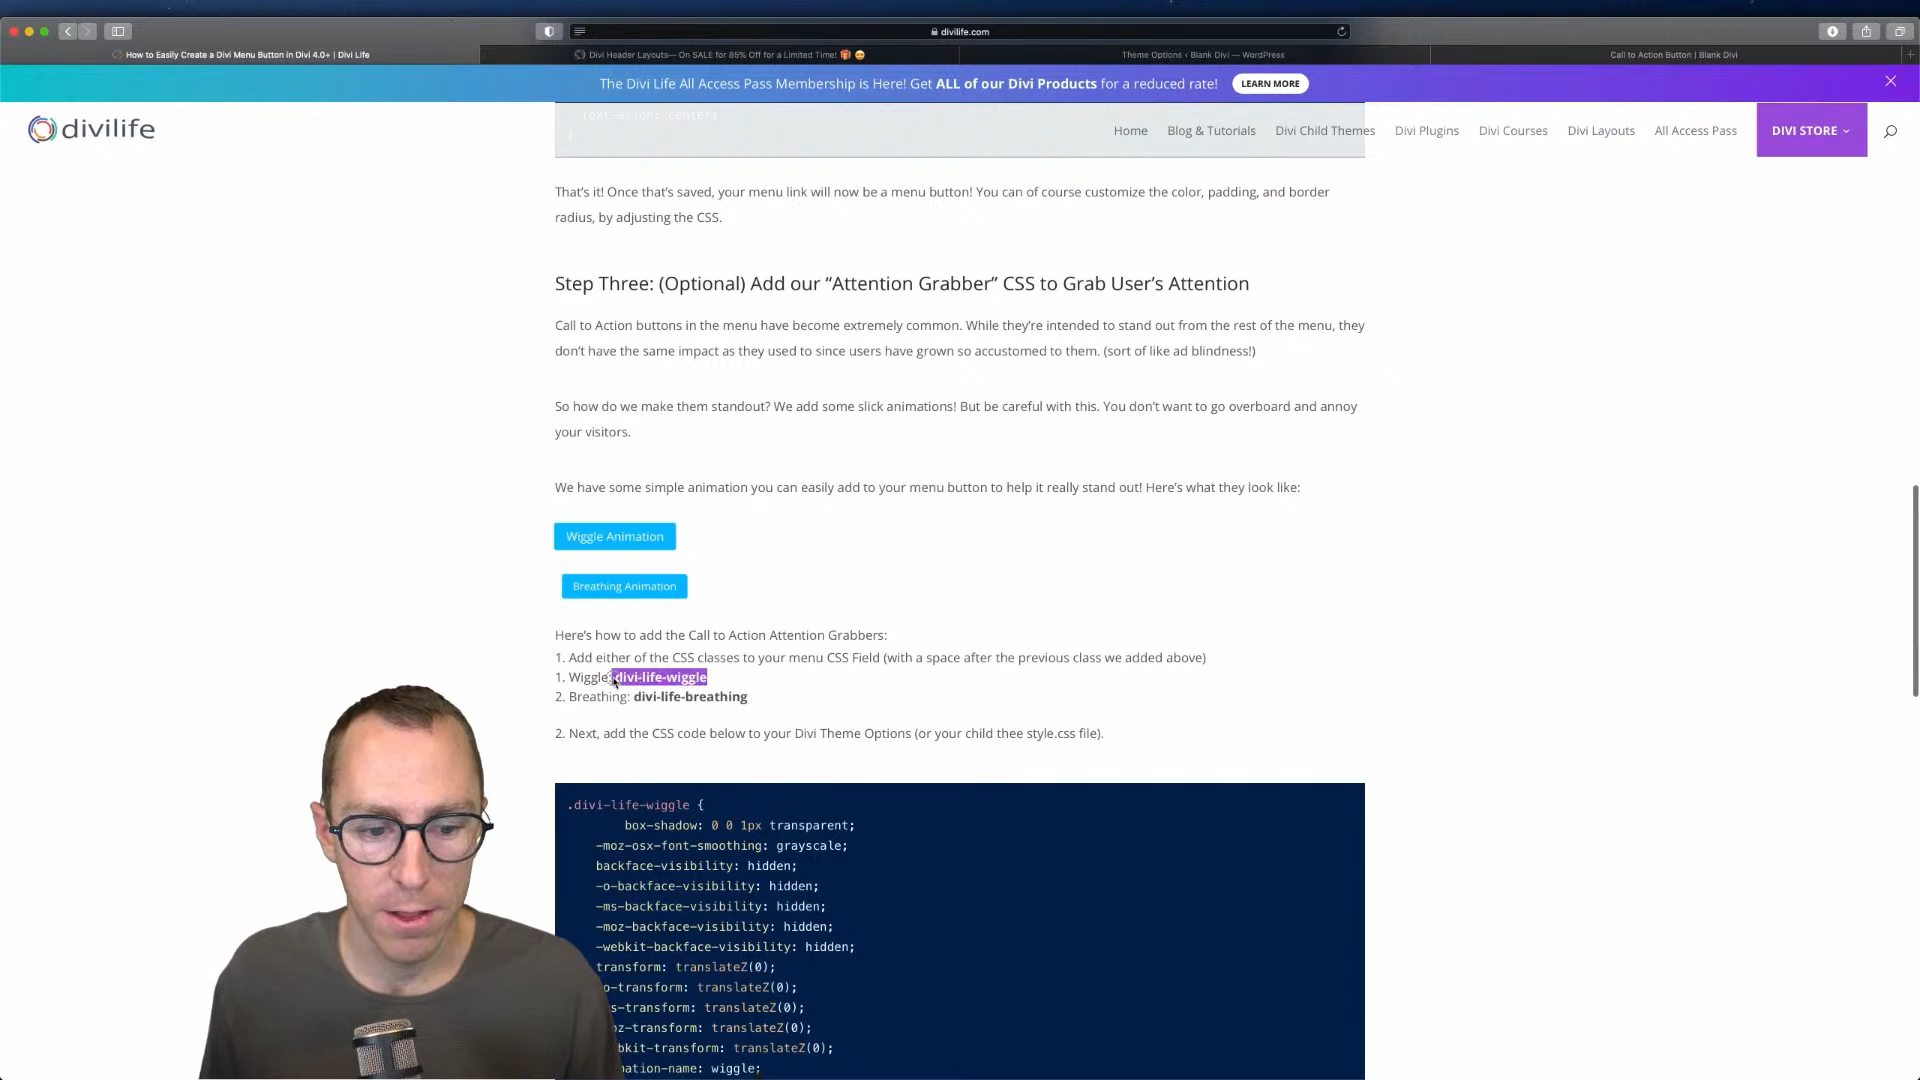 divilife.com
How to Easily Create a Divi Menu Button in Divi 4.0+ | Divi Life
Divi Header Layouts— On SALE for 85% Off for a Limited Time! 🎁 😍
Theme Options ‹ Blank Divi — WordPress
Call to Action Button | Blank Divi
The Divi Life All Access Pass Membership is Here! Get ALL of our Divi Products for a reduced rate! LEARN MORE
divilife
Home Blog & Tutorials Divi Child Themes Divi Plugins Divi Courses Divi Layouts All Access Pass DIVI STORE
text-align: center;
}
That's it! Once that's saved, your menu link will now be a menu button! You can of course customize the color, padding, and border
radius, by adjusting the CSS.
Step Three: (Optional) Add our “Attention Grabber” CSS to Grab User's Attention
Call to Action buttons in the menu have become extremely common. While they're intended to stand out from the rest of the menu, they
don't have the same impact as they used to since users have grown so accustomed to them. (sort of like ad blindness!)
So how do we make them standout? We add some slick animations! But be careful with this. You don't want to go overboard and annoy
your visitors.
We have some simple animation you can easily add to your menu button to help it really stand out! Here's what they look like:
Wiggle Animation
Breathing Animation
Here's how to add the Call to Action Attention Grabbers:
1. Add either of the CSS classes to your menu CSS Field (with a space after the previous class we added above)
1. Wiggle: divi-life-wiggle
2. Breathing: divi-life-breathing
2. Next, add the CSS code below to your Divi Theme Options (or your child thee style.css file).
.divi-life-wiggle {
box-shadow: 0 0 1px transparent;
-moz-osx-font-smoothing: grayscale;
backface-visibility: hidden;
-o-backface-visibility: hidden;
-ms-backface-visibility: hidden;
-moz-backface-visibility: hidden;
-webkit-backface-visibility: hidden;
transform: translateZ(0);
o-transform: translateZ(0);
s-transform: translateZ(0);
oz-transform: translateZ(0);
bkit-transform: translateZ(0);
mation-name: wiggle;